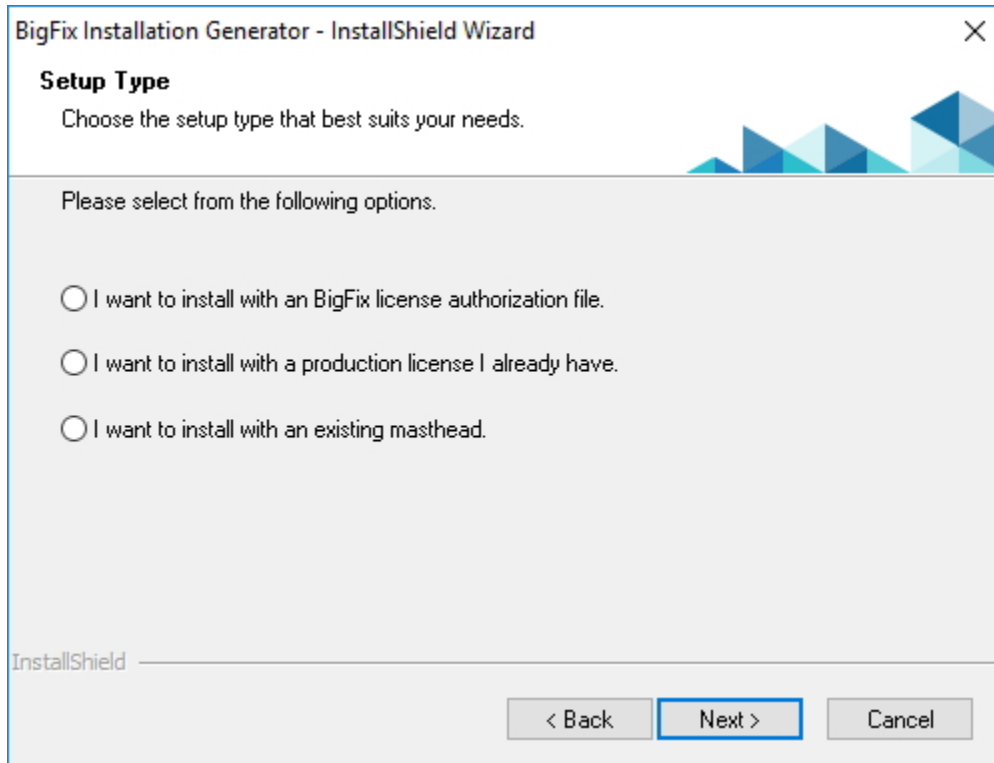 BigFix Installation Generator - InstallShield Wizard
Setup Type
Choose the setup type that best suits your needs.
Please select from the following options.
I want to install with an BigFix license authorization file.
I want to install with a production license I already have.
I want to install with an existing masthead.
InstallShield
< Back
Next >
Cancel